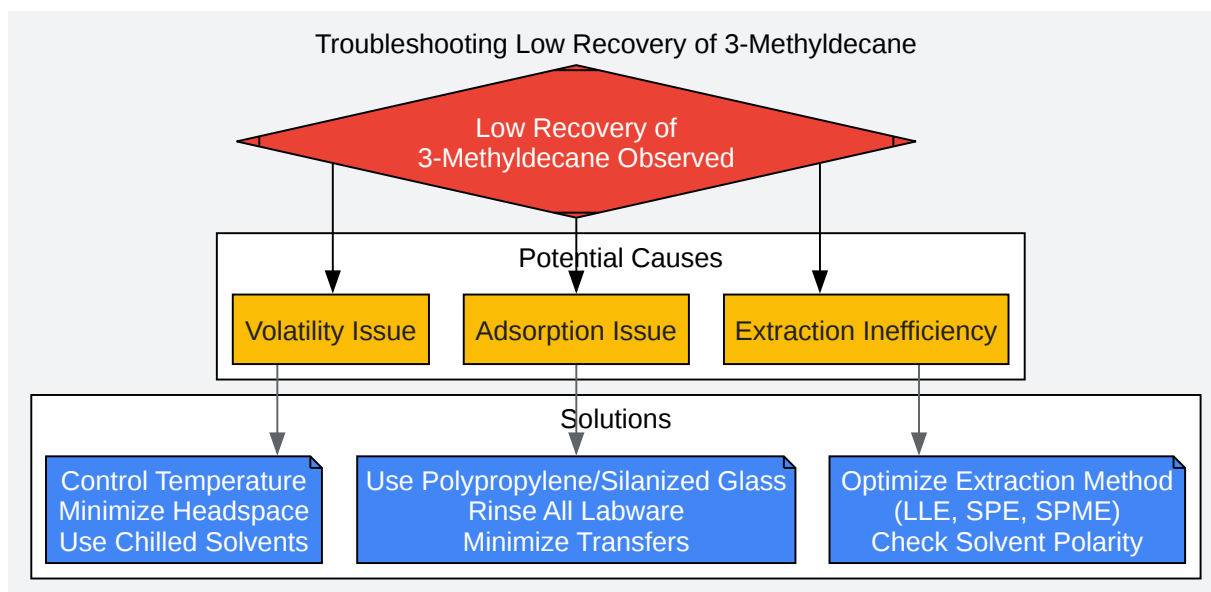 Troubleshooting Low Recovery of 3-Methyldecane
Low Recovery of
3-Methyldecane Observed
Potential Causes
Volatility Issue
Adsorption Issue
Extraction Inefficiency
Solutions
Control Temperature
Minimize Headspace
Use Chilled Solvents
Use Polypropylene/Silanized Glass
Rinse All Labware
Minimize Transfers
Optimize Extraction Method
(LLE, SPE, SPME)
Check Solvent Polarity